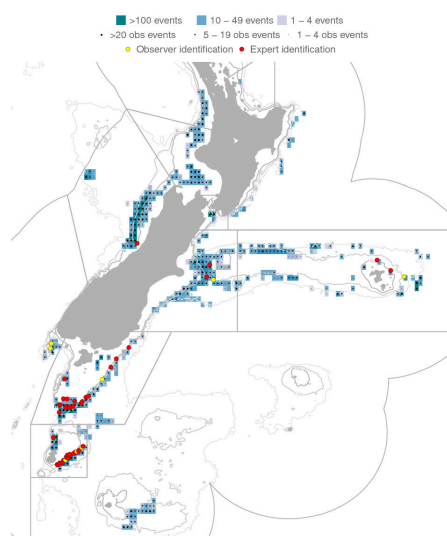 >100 events 10 – 49 events 1 – 4 events
>20 obs events 5 – 19 obs events 1 – 4 obs events
Observer identification Expert identification